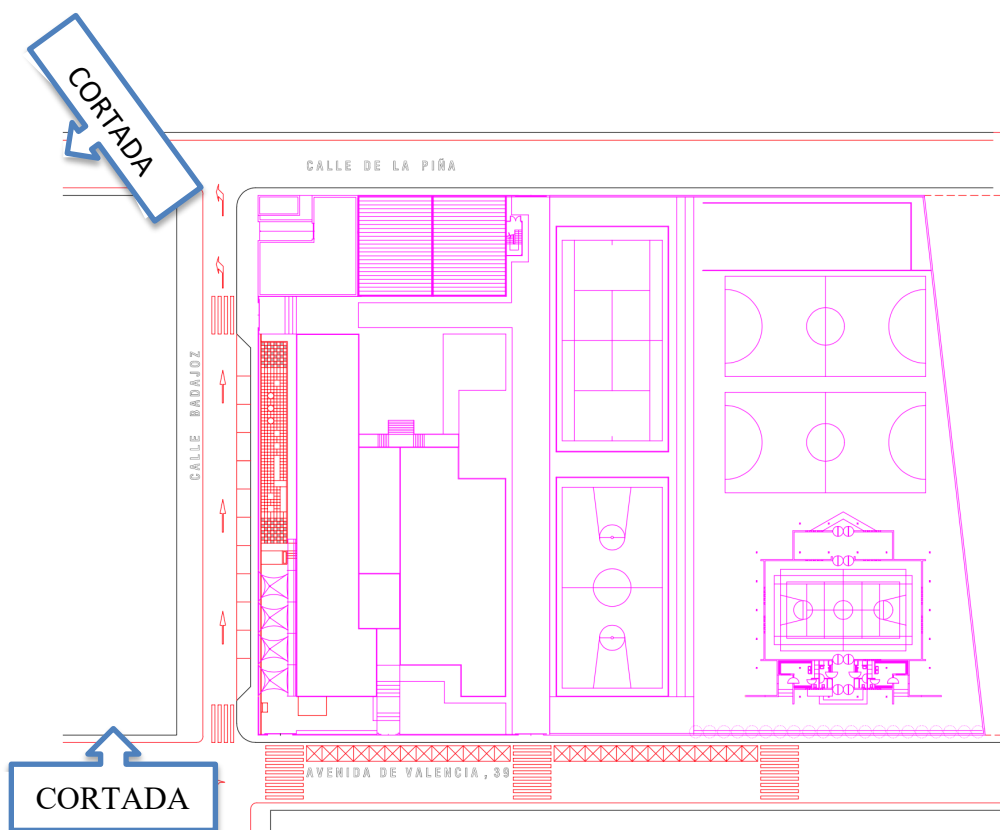 CORTADA
CALLE DE LA PIÑA
CALLE BADAJOZ
AVENIDA DE VALENCIA, 39
CORTADA